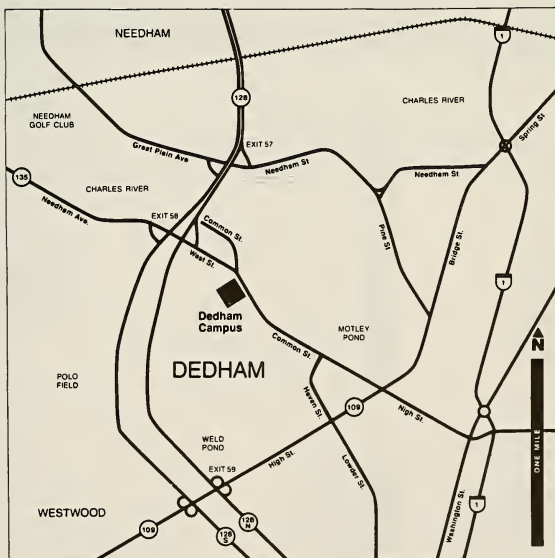 NEEDHAM
1
128
CHARLES RIVER
NEEDHAM
GOLF CLUB
Spring St
EXIT 57
Great Plain Ave
Needham St
Needham St
135
CHARLES RIVER
Needham Ave.
EXIT 58
Common St.
West St.
Pine St
Bridge St.
1
Dedham
Campus
Common St.
MOTLEY
POND
N
DEDHAM
POLO
FIELD
Haven St.
109
High St.
WELD
POND
High St.
Lowder St.
ONE MILE
EXIT 59
WESTWOOD
109
128
S
128
N
Washington St.
1